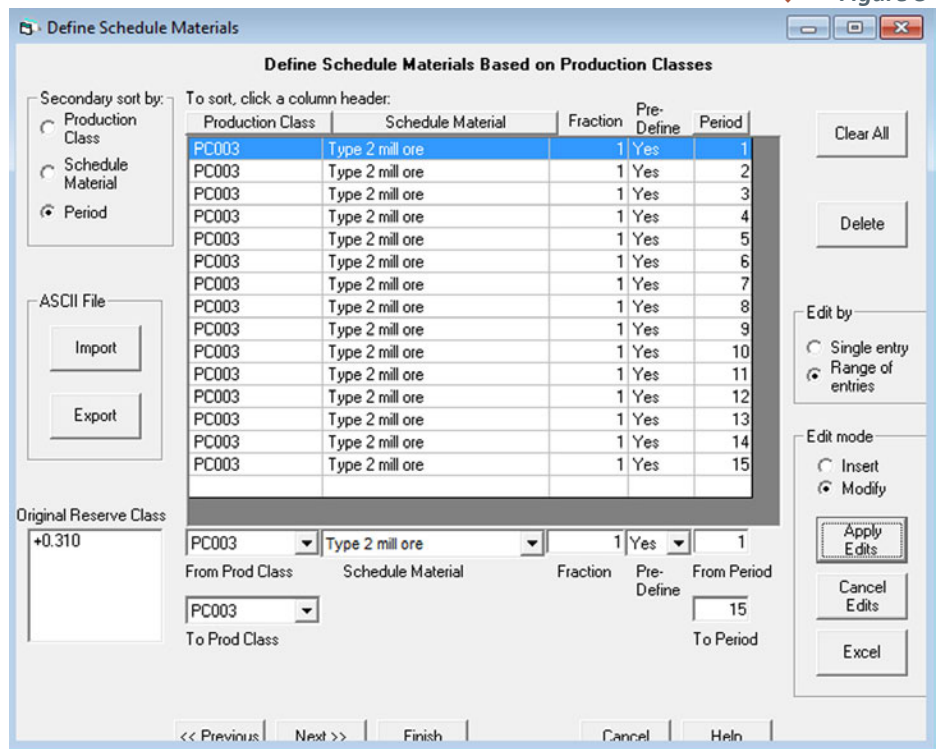 Figure 3
Define Schedule Materials
Define Schedule Materials Based on Production Classes
Secondary sort by:
Production Class
Schedule Material
Period
To sort, click a column header:
Production Class Schedule Material Fraction Pre-Define Period
PC003 Type 2 mill ore 1 Yes 1
PC003 Type 2 mill ore 1 Yes 2
PC003 Type 2 mill ore 1 Yes 3
PC003 Type 2 mill ore 1 Yes 4
PC003 Type 2 mill ore 1 Yes 5
PC003 Type 2 mill ore 1 Yes 6
PC003 Type 2 mill ore 1 Yes 7
PC003 Type 2 mill ore 1 Yes 8
PC003 Type 2 mill ore 1 Yes 9
PC003 Type 2 mill ore 1 Yes 10
PC003 Type 2 mill ore 1 Yes 11
PC003 Type 2 mill ore 1 Yes 12
PC003 Type 2 mill ore 1 Yes 13
PC003 Type 2 mill ore 1 Yes 14
PC003 Type 2 mill ore 1 Yes 15
ASCII File
Import
Export
Original Reserve Class
+0.310
PC003 Type 2 mill ore 1 Yes 1
From Prod Class Schedule Material Fraction Pre-Define From Period
PC003 15
To Prod Class To Period
Clear All
Delete
Edit by
Single entry
Range of
entries
Edit mode
Insert
Modify
Apply
Edits
Cancel
Edits
Excel
<< Previous Next >> Finish Cancel Help